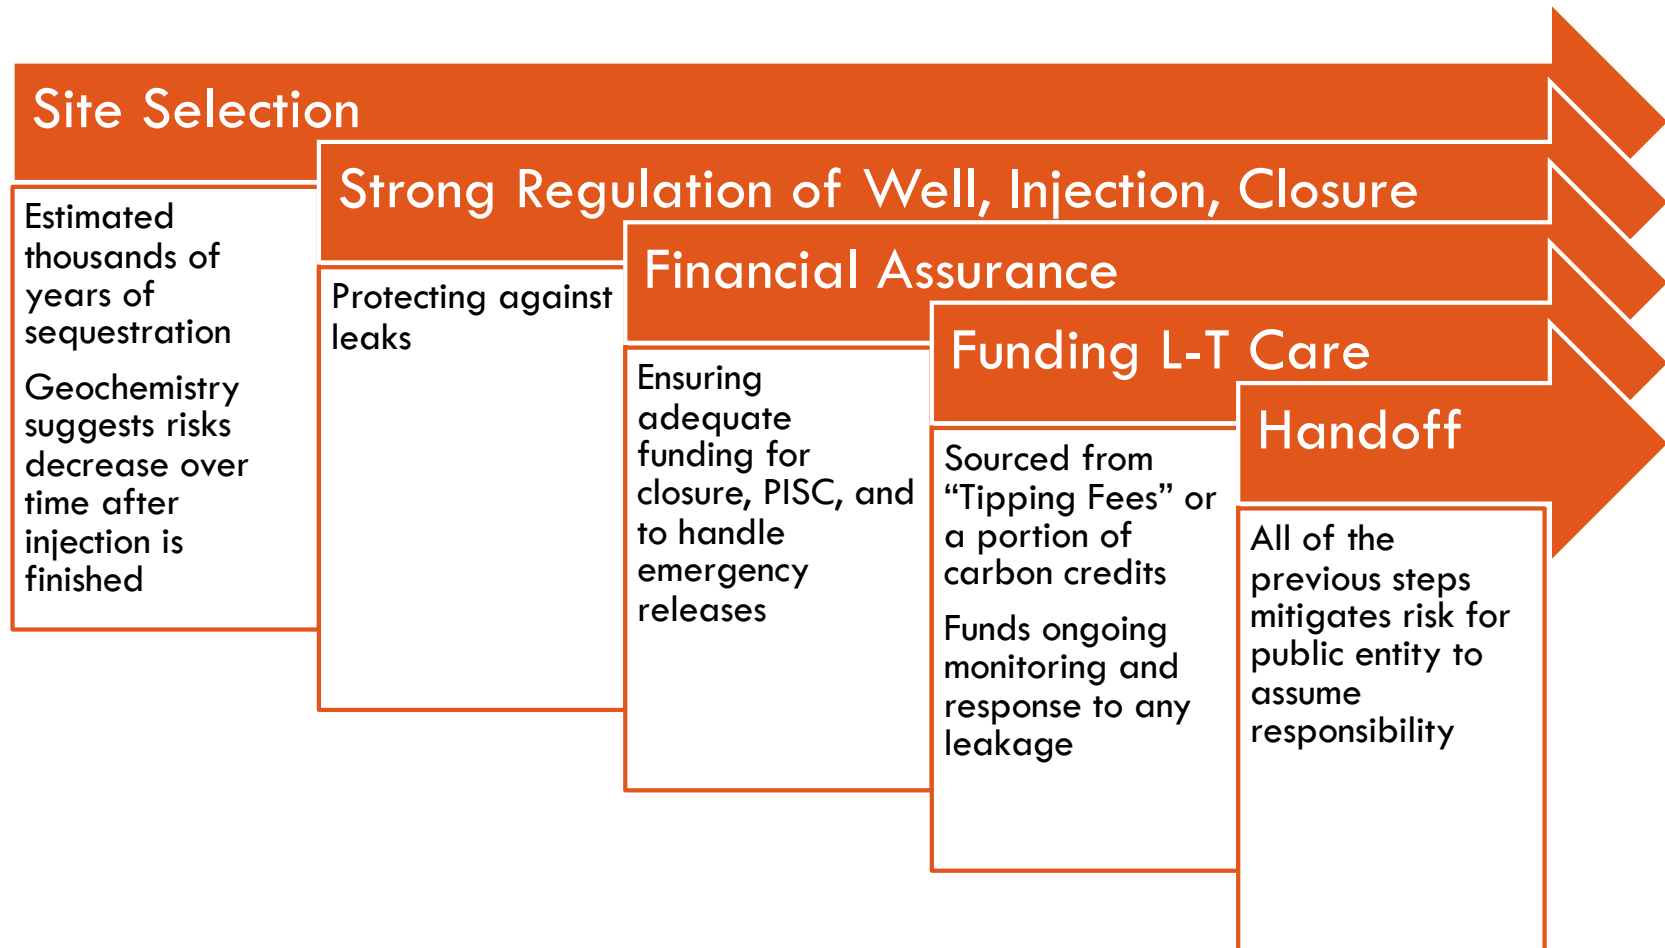 Site Selection
Estimated
thousands of
years of
sequestration
Geochemistry
suggests risks
decrease over
time after
injection is
finished
Strong Regulation of Well, Injection, Closure
Protecting against
leaks
Financial Assurance
Ensuring
adequate
funding for
closure, PISC, and
to handle
emergency
releases
Funding L-T Care
Sourced from
“Tipping Fees” or
a portion of
carbon credits
Funds ongoing
monitoring and
response to any
leakage
Handoff
All of the
previous steps
mitigates risk for
public entity to
assume
responsibility